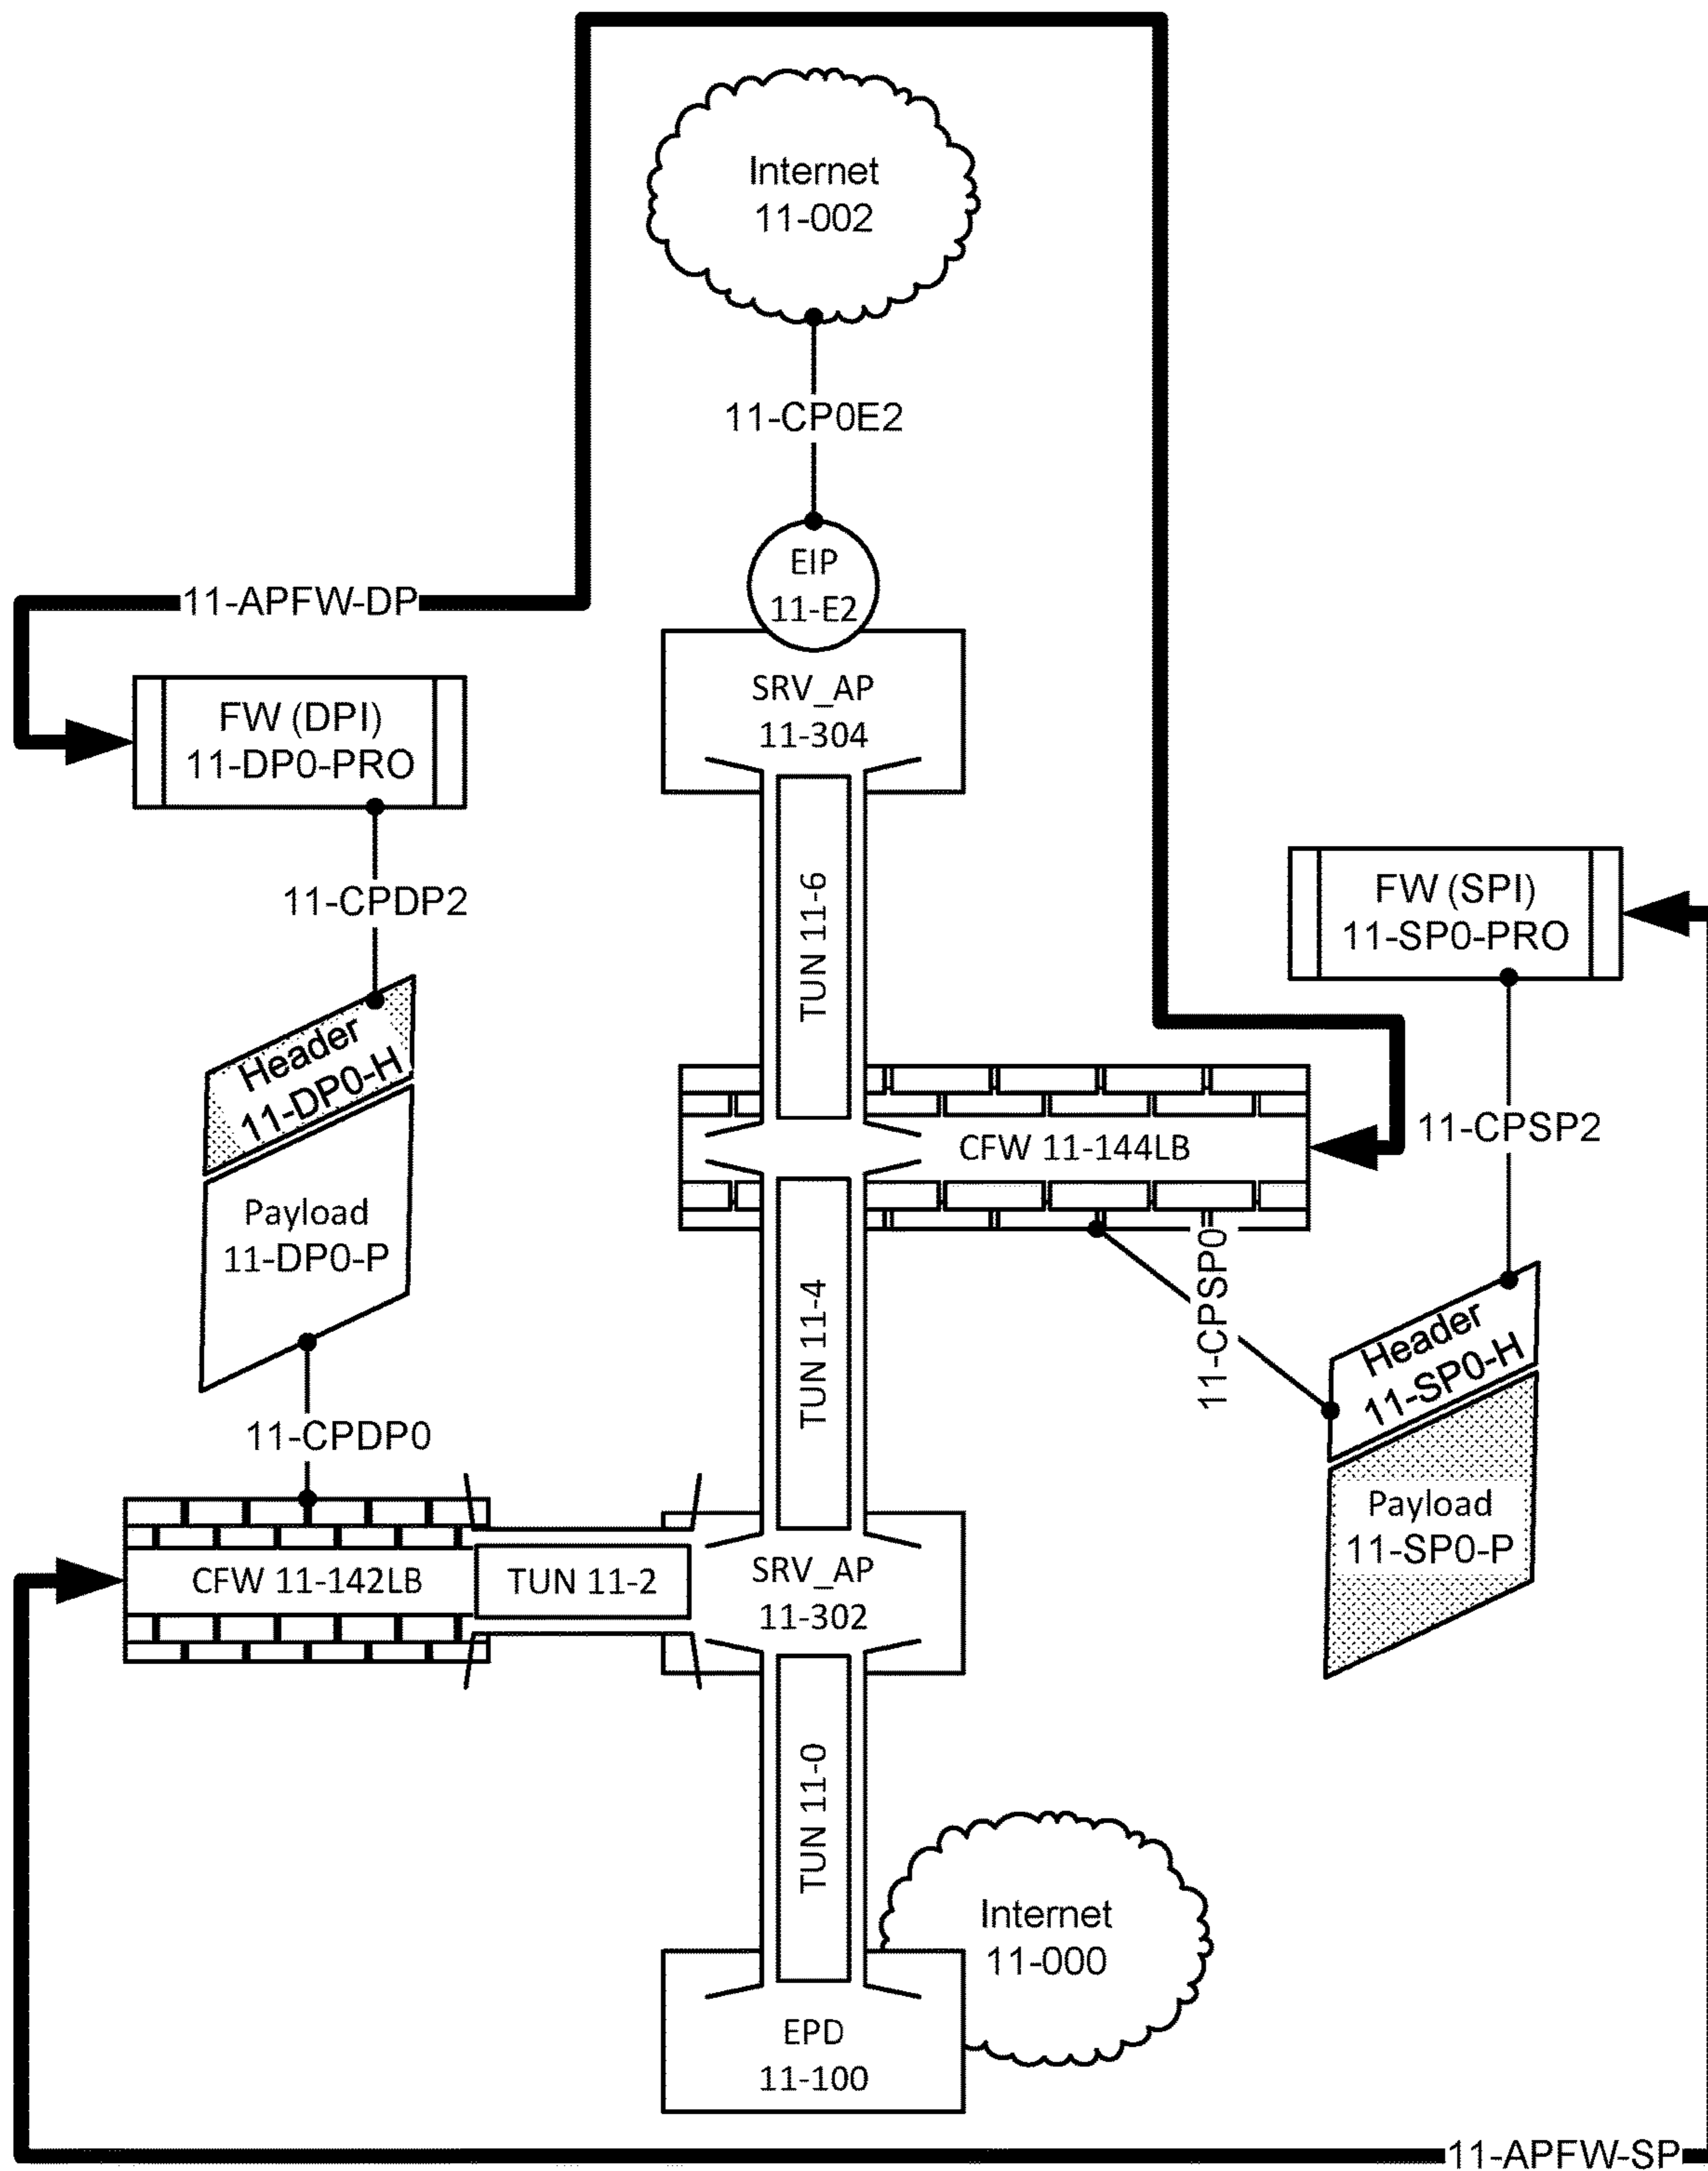 Internet
11-002
11-CP0E2
EIP
11-E2
11-APFW-DP
SRV_AP
11-304
FW (DPI)
11-DP0-PRO
TUN 11-6
FW (SPI)
11-SP0-PRO
11-CPDP2
Header
11-DP0-H
Payload
11-DP0-P
CFW 11-144LB
11-CPSP2
11-CPSP0
TUN 11-4
Header
11-SP0-H
Payload
11-SP0-P
11-CPDP0
CFW 11-142LB
TUN 11-2
SRV_AP
11-302
TUN 11-0
Internet
11-000
EPD
11-100
11-APFW-SP